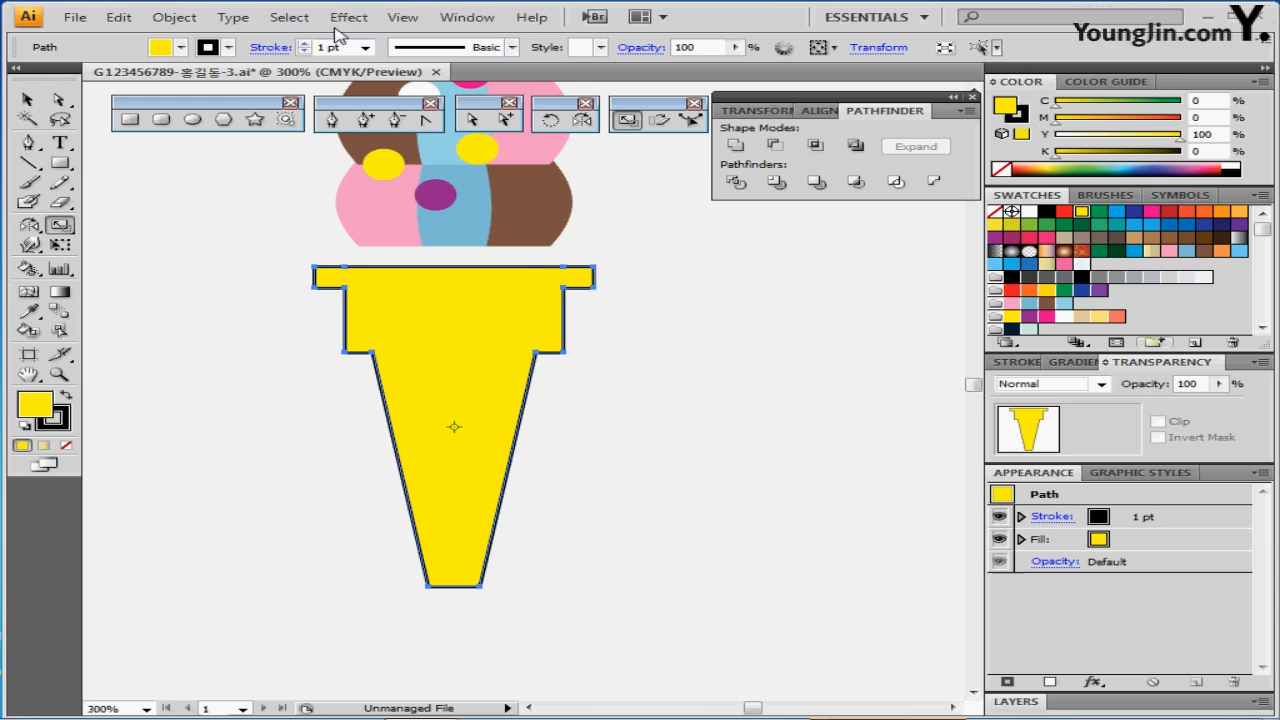 Ai File Edit Object Type Select Effect View Window Help Br ESSENTIALS
YoungJin.com Y.
Path Stroke: 1 pt Basic Style: Opacity: 100 % Transform
G123456789-홍길동-3.ai* @ 300% (CMYK/Preview)
TRANSFORM ALIGN PATHFINDER
Shape Modes:
Expand
Pathfinders:
COLOR COLOR GUIDE
C 0 %
M 0 %
Y 100 %
K 0 %
SWATCHES BRUSHES SYMBOLS
STROKE GRADIEN TRANSPARENCY
Normal Opacity: 100 %
Clip
Invert Mask
APPEARANCE GRAPHIC STYLES
Path
Stroke: 1 pt
Fill:
Opacity: Default
fx
LAYERS
300% 1 Unmanaged File